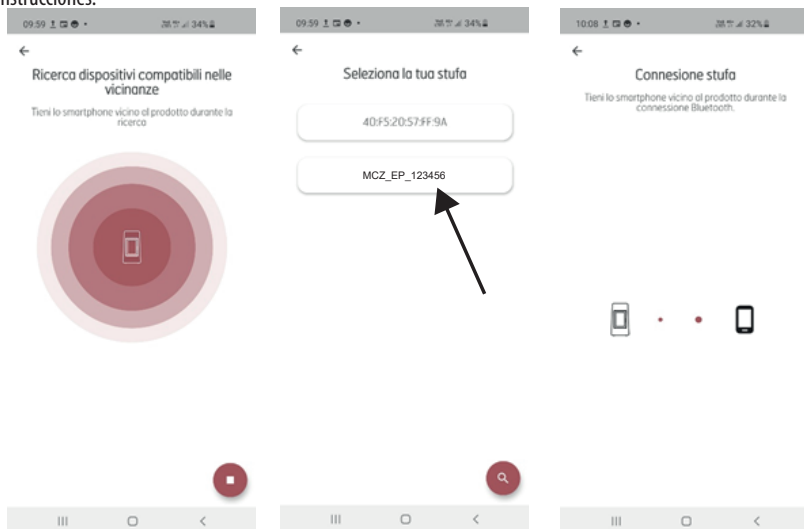 instrucciones:
09:59
34%
Ricerca dispositivi compatibili nelle
vicinanze
Tieni lo smartphone vicino al prodotto durante la
ricerca
09:59
34%
Seleziona la tua stufa
40:F5:20:57:FF:9A
MCZ_EP_123456
10:08
32%
Connesione stufa
Tieni lo smartphone vicino al prodotto durante la
connessione Bluetooth.